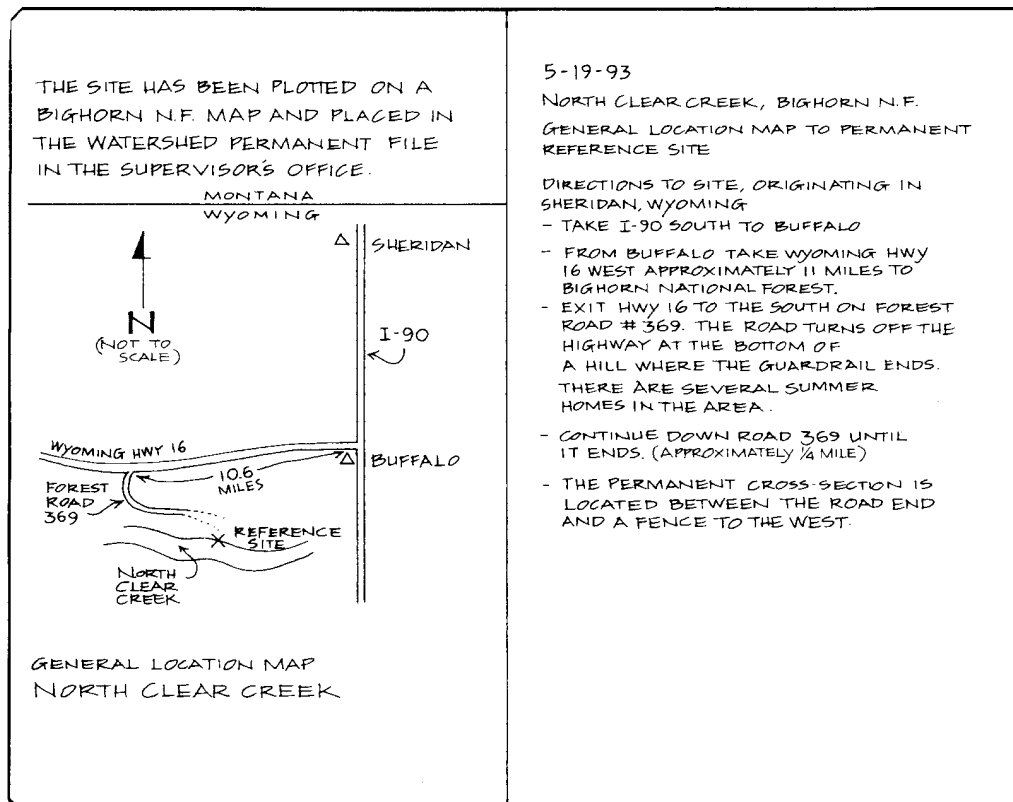 THE SITE HAS BEEN PLOTTED ON A
BIGHORN N.F. MAP AND PLACED IN
THE WATERSHED PERMANENT FILE
IN THE SUPERVISOR'S OFFICE.
MONTANA
WYOMING
SHERIDAN
N
(NOT TO
SCALE)
I-90
WYOMING HWY 16
BUFFALO
10.6
MILES
FOREST
ROAD
369
REFERENCE
SITE
NORTH
CLEAR
CREEK
GENERAL LOCATION MAP
NORTH CLEAR CREEK
5-19-93
NORTH CLEAR CREEK, BIGHORN N.F.
GENERAL LOCATION MAP TO PERMANENT
REFERENCE SITE
DIRECTIONS TO SITE, ORIGINATING IN
SHERIDAN, WYOMING
- TAKE I-90 SOUTH TO BUFFALO
- FROM BUFFALO TAKE WYOMING HWY
16 WEST APPROXIMATELY 11 MILES TO
BIGHORN NATIONAL FOREST.
- EXIT HWY 16 TO THE SOUTH ON FOREST
ROAD # 369. THE ROAD TURNS OFF THE
HIGHWAY AT THE BOTTOM OF
A HILL WHERE THE GUARDRAIL ENDS.
THERE ARE SEVERAL SUMMER
HOMES IN THE AREA.
- CONTINUE DOWN ROAD 369 UNTIL
IT ENDS. (APPROXIMATELY 1/4 MILE)
- THE PERMANENT CROSS-SECTION IS
LOCATED BETWEEN THE ROAD END
AND A FENCE TO THE WEST.